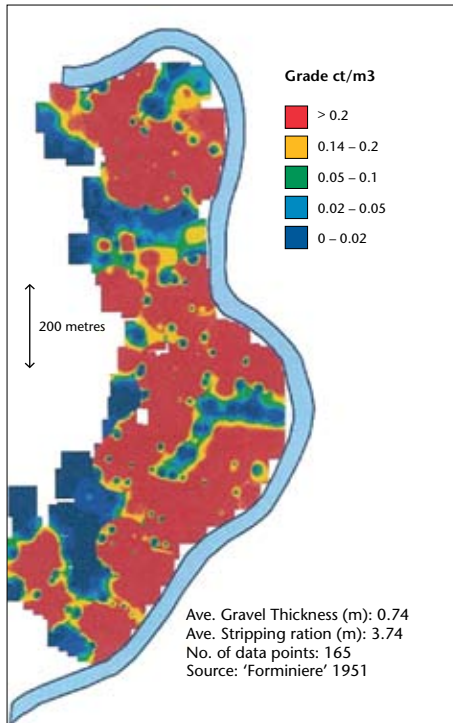 Grade ct/m3
> 0.2
0.14 – 0.2
0.05 – 0.1
0.02 – 0.05
0 – 0.02
200 metres
Ave. Gravel Thickness (m): 0.74
Ave. Stripping ration (m): 3.74
No. of data points: 165
Source: 'Forminiere' 1951